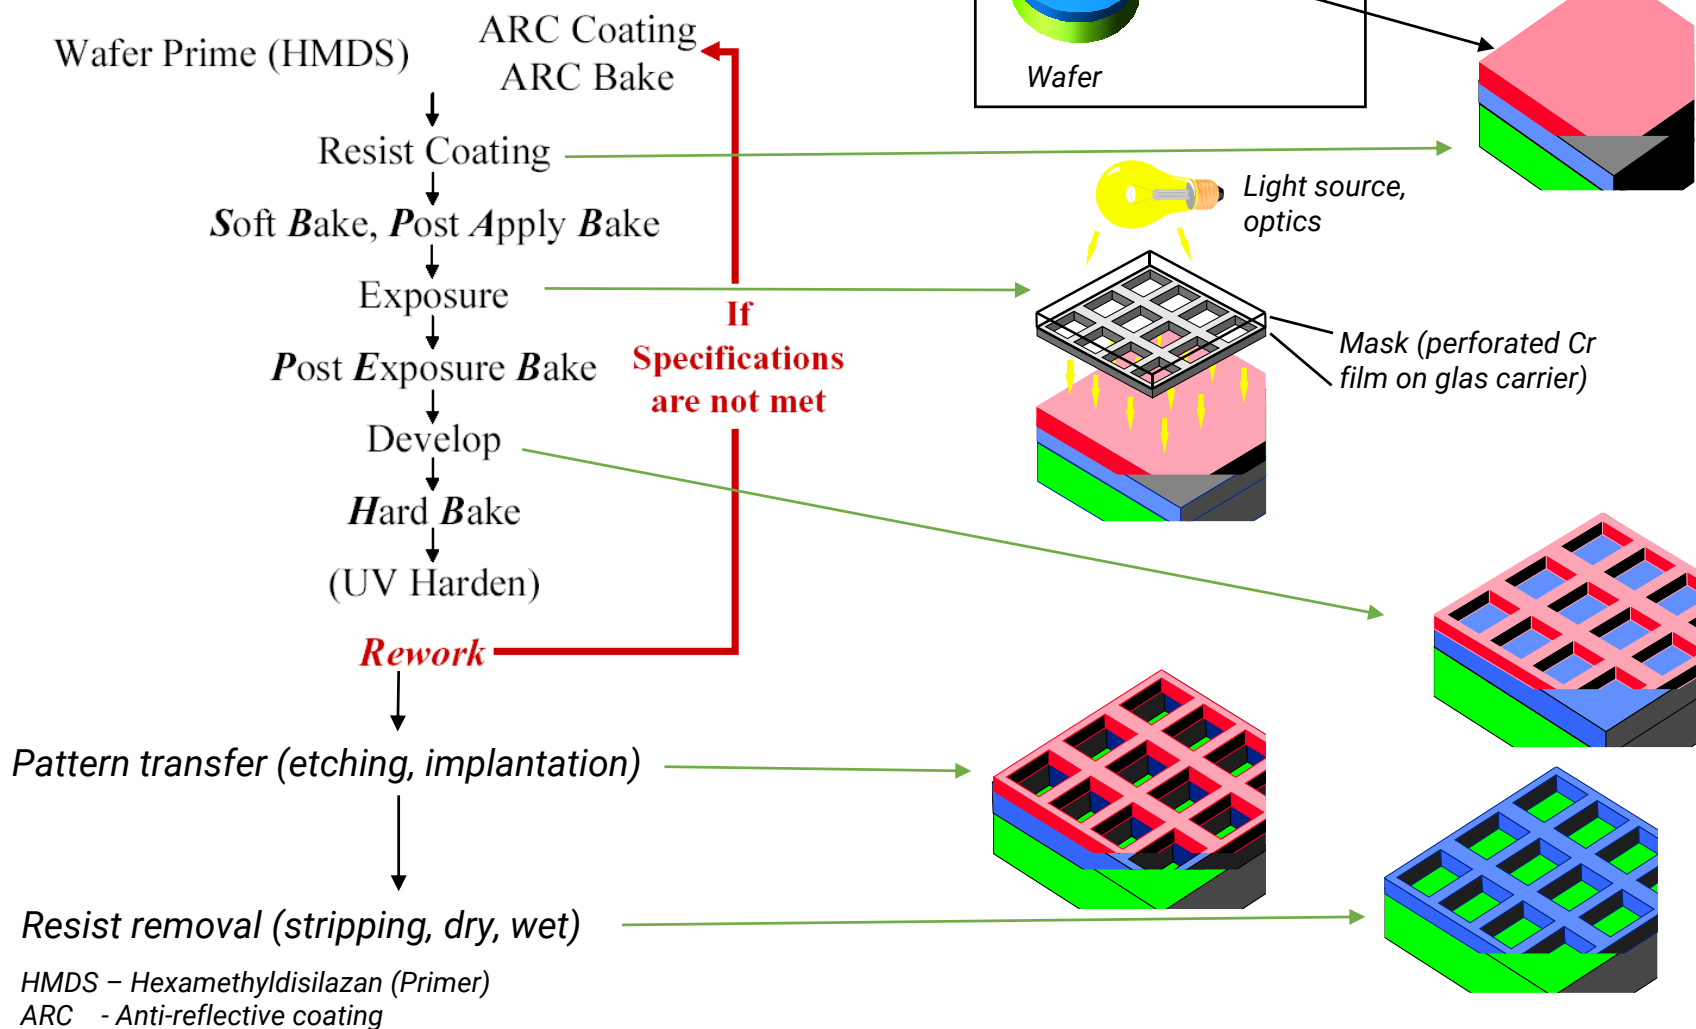 Wafer Prime (HMDS)
ARC Coating
ARC Bake
Wafer
Resist Coating
Soft Bake, Post Apply Bake
Light source,
optics
Exposure
If
Specifications
are not met
Mask (perforated Cr
film on glas carrier)
Post Exposure Bake
Develop
Hard Bake
(UV Harden)
Rework
Pattern transfer (etching, implantation)
Resist removal (stripping, dry, wet)
HMDS – Hexamethyldisilazan (Primer)
ARC - Anti-reflective coating